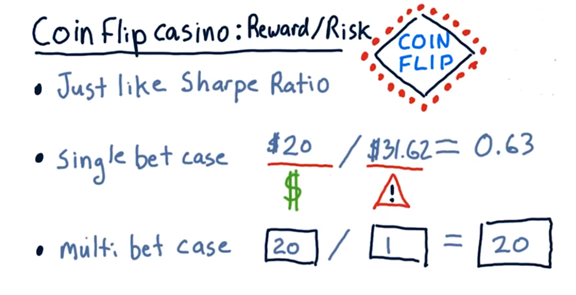 Coin Flip casino: Reward/Risk
COIN
FLIP
• Just like Sharpe Ratio
• single bet case $20 / $31.62 = 0.63
$ !
• multi bet case 20 / 1 = 20